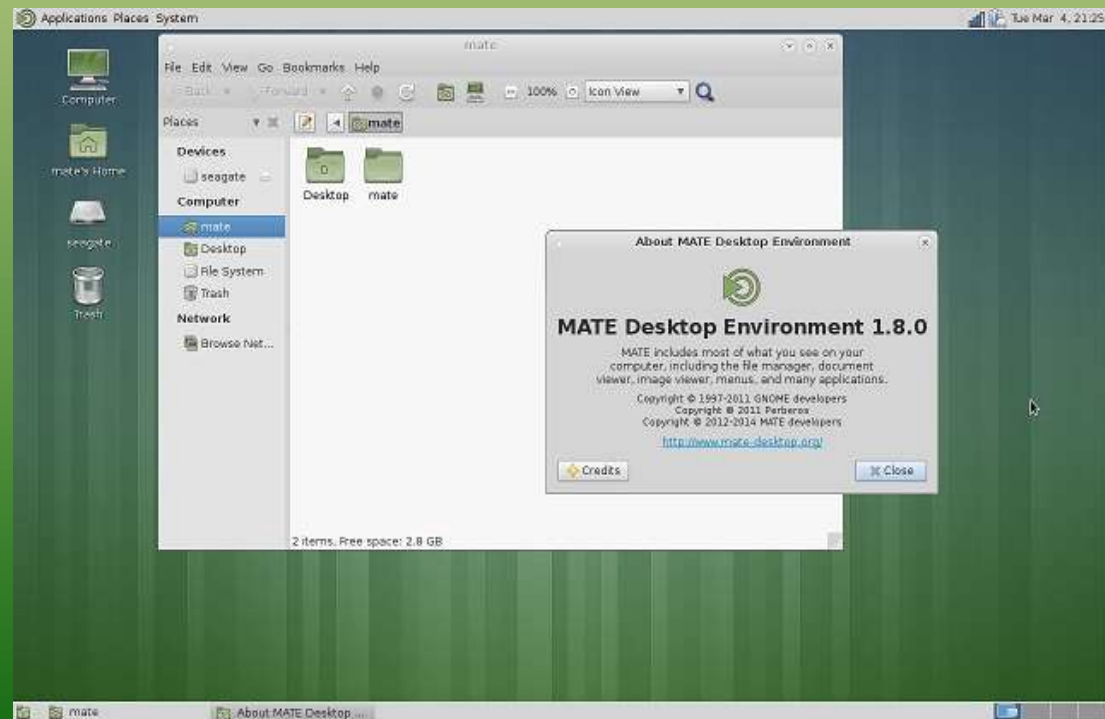 Applications Places System
Tue Mar 4, 21:25
Computer
mate's Home
seagate
Trash
mate
File Edit View Go Bookmarks Help
Back Forward 100% Icon View
Places mate
Devices
seagate
Computer
mate
Desktop
File System
Trash
Network
Browse Net...
Desktop mate
2 items, Free space: 2.8 GB
About MATE Desktop Environment
MATE Desktop Environment 1.8.0
MATE includes most of what you see on your
computer, including the file manager, document
viewer, image viewer, menus, and many applications.
Copyright © 1997-2011 GNOME developers
Copyright © 2011 Perberos
Copyright © 2012-2014 MATE developers
http://www.mate-desktop.org/
Credits Close
mate About MATE Desktop ...